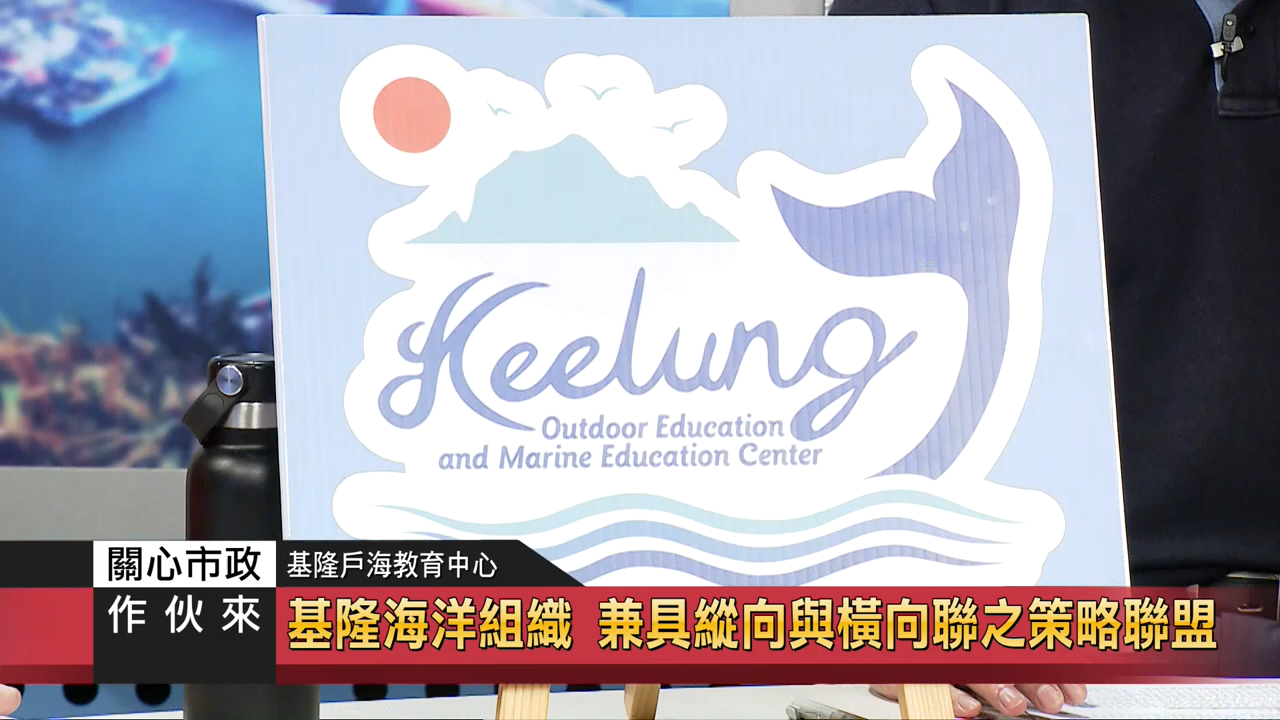 Keelung
Outdoor Education
and Marine Education Center
關心市政
作伙來
基隆戶海教育中心
基隆海洋組織 兼具縱向與橫向聯之策略聯盟